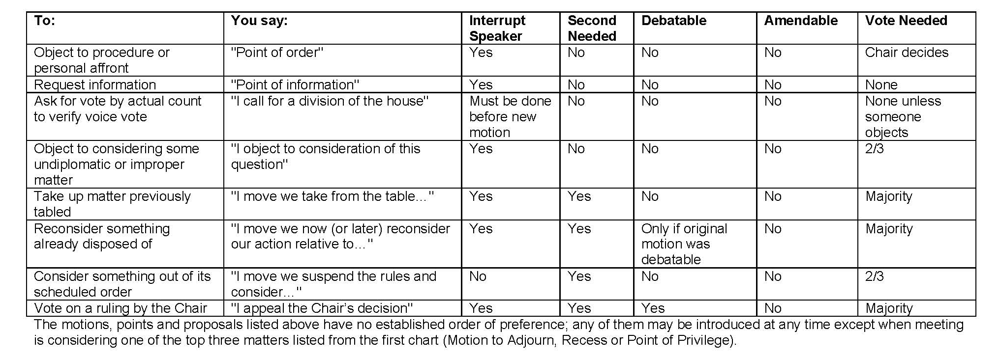 To: You say: Interrupt Second Debatable Amendable Vote Needed
Speaker Needed
Object to procedure or "Point of order" Yes No No No Chair decides
personal affront
Request information "Point of information" Yes No No No None
Ask for vote by actual count "I call for a division of the house" Must be done No No No None unless
to verify voice vote before new someone
motion objects
Object to considering some "I object to consideration of this Yes No No No 2/3
undiplomatic or improper question"
matter
Take up matter previously "I move we take from the table…" Yes Yes No No Majority
tabled
Reconsider something "I move we now (or later) reconsider Yes Yes Only if original No Majority
already disposed of our action relative to…" motion was
debatable
Consider something out of its "I move we suspend the rules and No Yes No No 2/3
scheduled order consider…"
Vote on a ruling by the Chair "I appeal the Chair’s decision" Yes Yes Yes No Majority
The motions, points and proposals listed above have no established order of preference; any of them may be introduced at any time except when meeting
is considering one of the top three matters listed from the first chart (Motion to Adjourn, Recess or Point of Privilege).